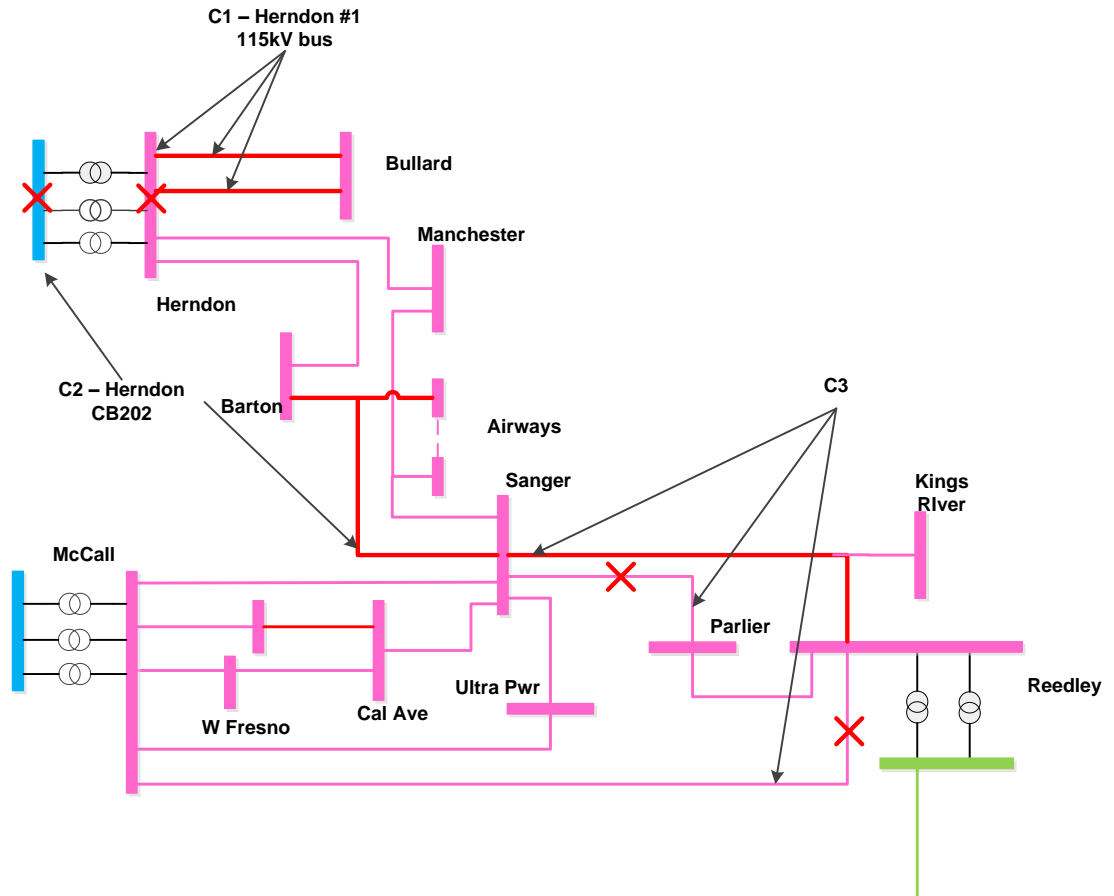 C1 – Herndon #1
115kV bus
Bullard
Manchester
Herndon
C2 – Herndon
CB202
Barton
C3
Airways
Sanger
Kings
RIver
McCall
Parlier
Reedley
Ultra Pwr
Cal Ave
W Fresno